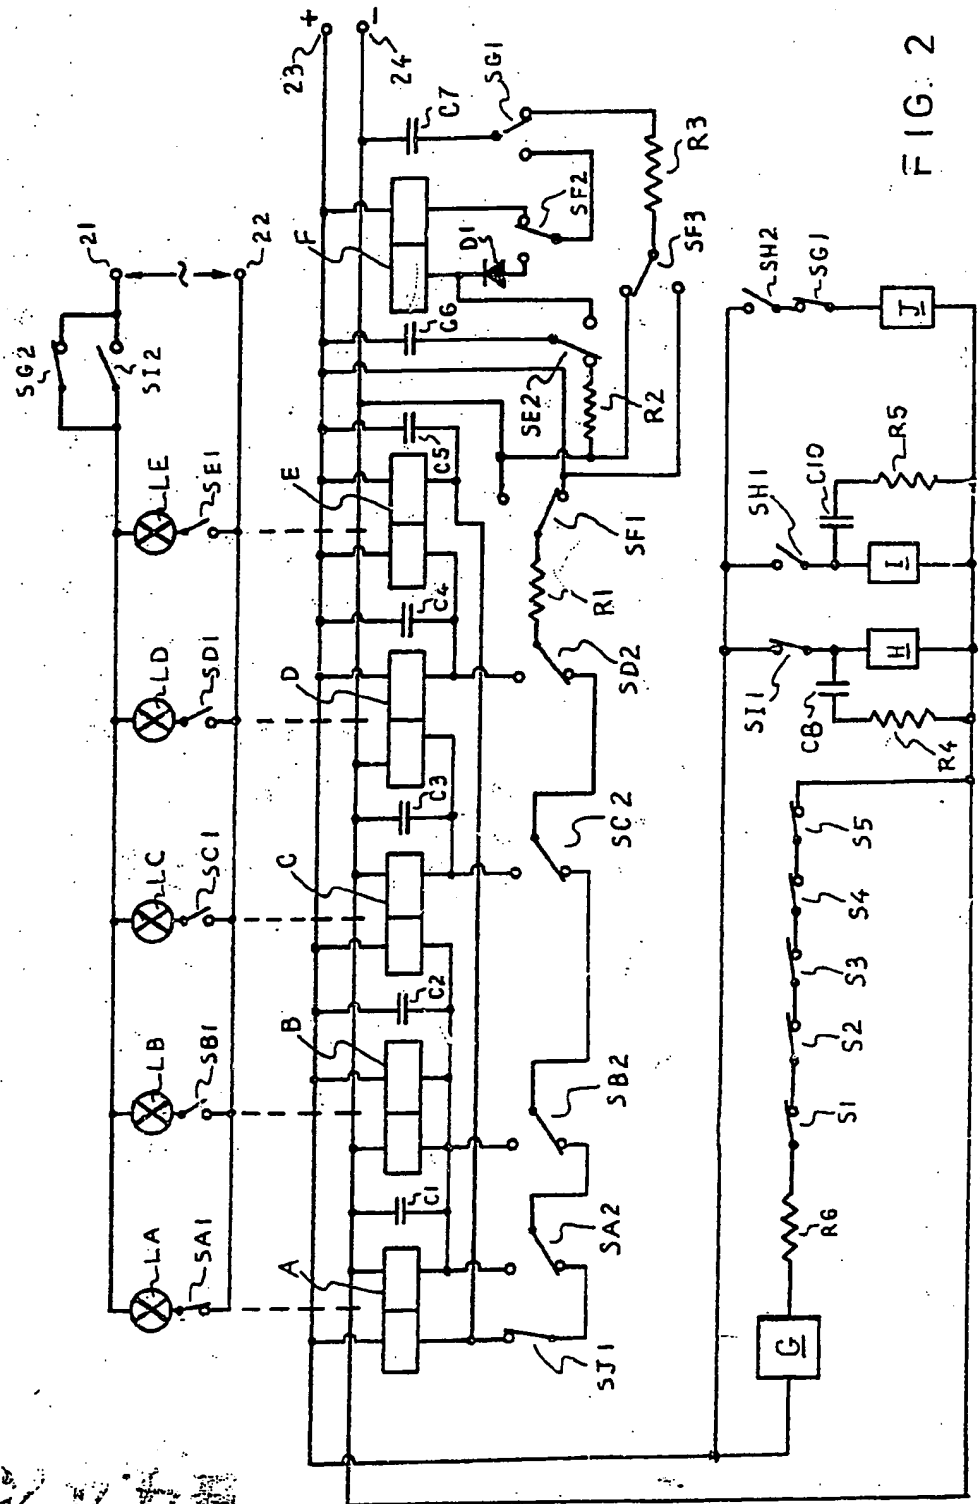 23
+
24
-
21
22
SG2
SI2
LE
SE1
LD
SD1
LC
SC1
LB
SB1
LA
SA1
A
B
C
D
E
F
C1
C2
C3
C4
C5
C6
C7
D1
SG1
SF2
R3
SF3
SE2
R2
SF1
R1
SD2
SC2
SB2
SA2
SJ1
SH2
SG1
J
SH1
C10
R5
I
SI1
CB
R4
H
S5
S4
S3
S2
S1
R6
G
FIG. 2